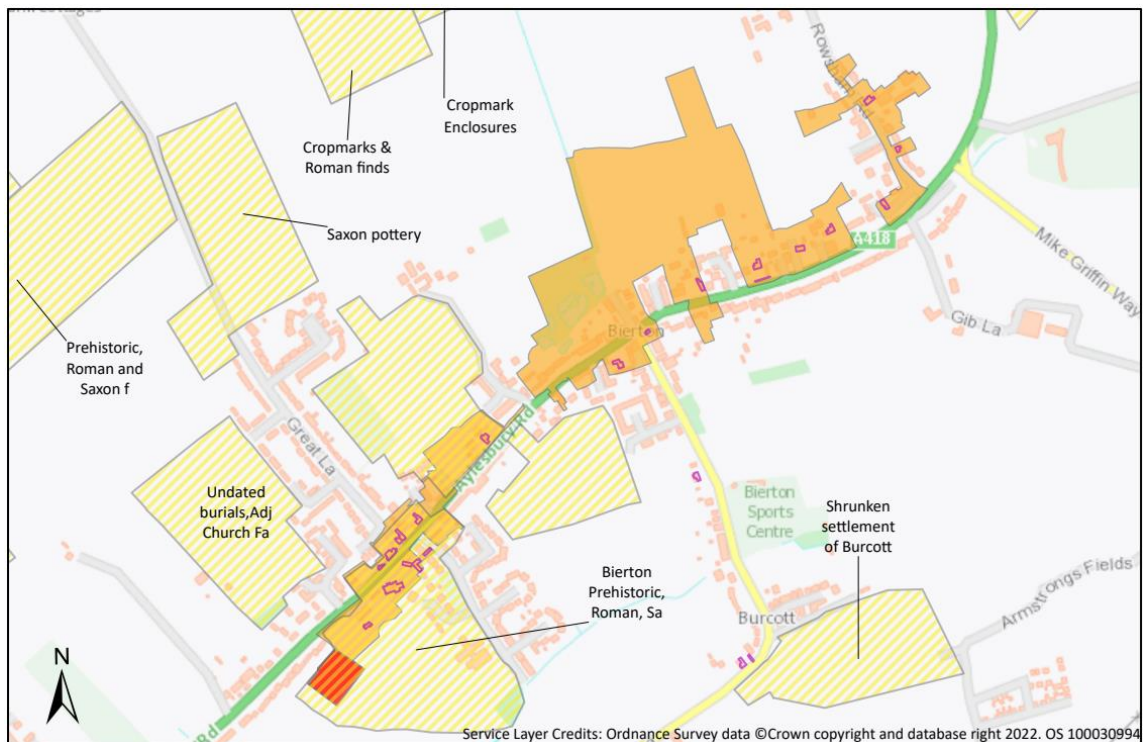 Cropmark
Enclosures
Cropmarks &
Roman finds
Saxon pottery
A418
Mike Griffin Way
Gib La
Bierton
Prehistoric,
Roman and
Saxon f
Great La
Aylesbury Rd
Undated
burials,Adj
Church Fa
Bierton
Sports
Centre
Shrunken
settlement
of Burcott
Bierton
Prehistoric,
Roman, Sa
Burcott
Armstrongs Fields
N
Rd
Service Layer Credits: Ordnance Survey data ©Crown copyright and database right 2022. OS 100030994